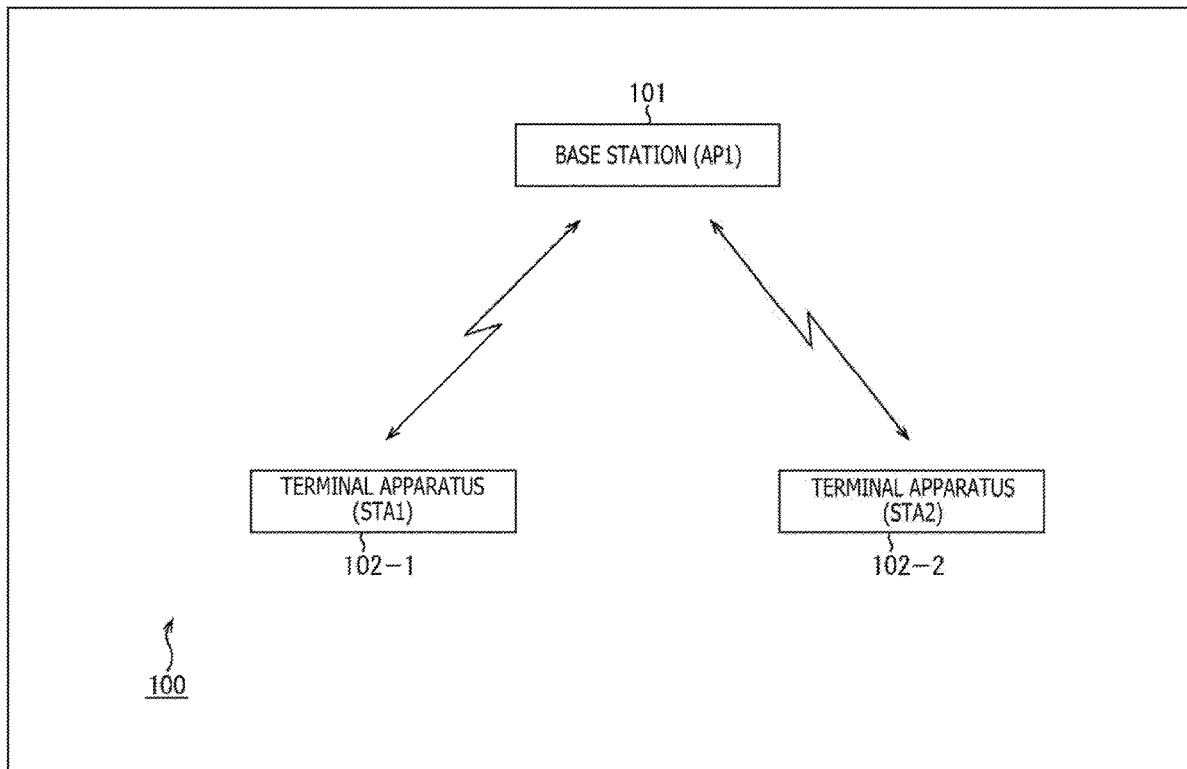 101
BASE STATION (AP1)
TERMINAL APPARATUS
(STA1)
102-1
TERMINAL APPARATUS
(STA2)
102-2
100